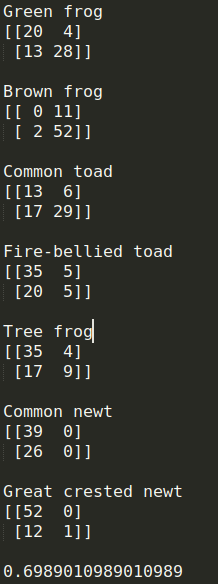 Green frog
[[20  4]
 [13 28]]
Brown frog
[[ 0 11]
 [ 2 52]]
Common toad
[[13  6]
 [17 29]]
Fire-bellied toad
[[35  5]
 [20  5]]
Tree frog
[[35  4]
 [17  9]]
Common newt
[[39  0]
 [26  0]]
Great crested newt
[[52  0]
 [12  1]]
0.6989010989010989